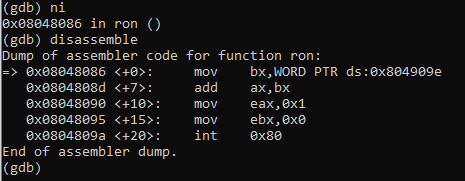 (gdb) ni
0x08048086 in ron ()
(gdb) disassemble
Dump of assembler code for function ron:
=> 0x08048086 <+0>:     mov    bx,WORD PTR ds:0x804909e
   0x0804808d <+7>:     add    ax,bx
   0x08048090 <+10>:    mov    eax,0x1
   0x08048095 <+15>:    mov    ebx,0x0
   0x0804809a <+20>:    int    0x80
End of assembler dump.
(gdb)